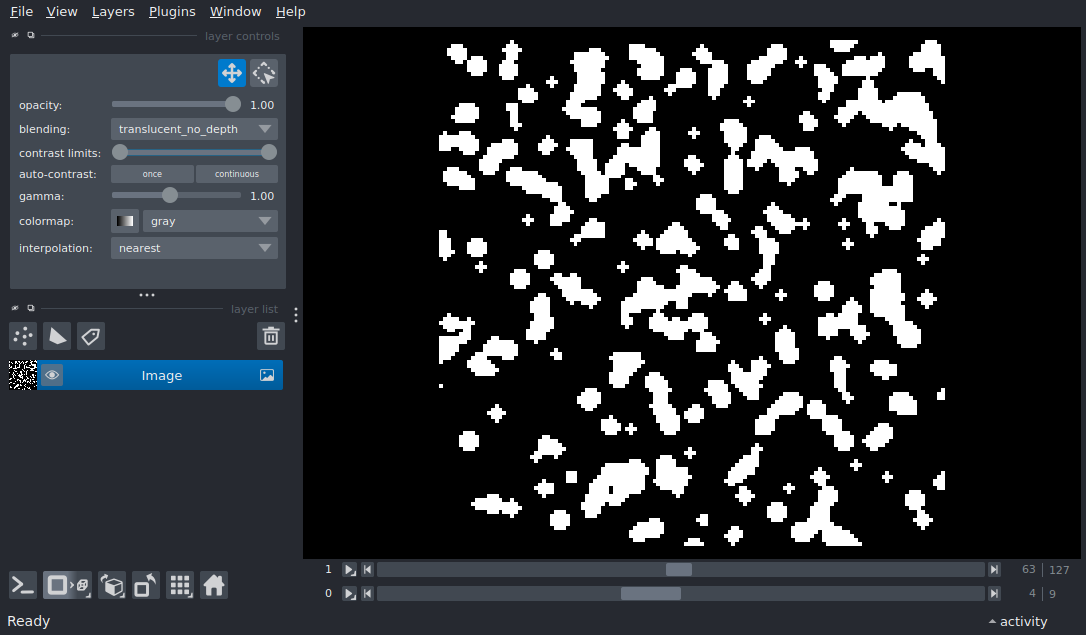 File View Layers Plugins Window Help
layer controls
opacity: 1.00
blending: translucent_no_depth
contrast limits:
auto-contrast: once continuous
gamma: 1.00
colormap: gray
interpolation: nearest
layer list
Image
1 63 127
0 4 9
Ready activity